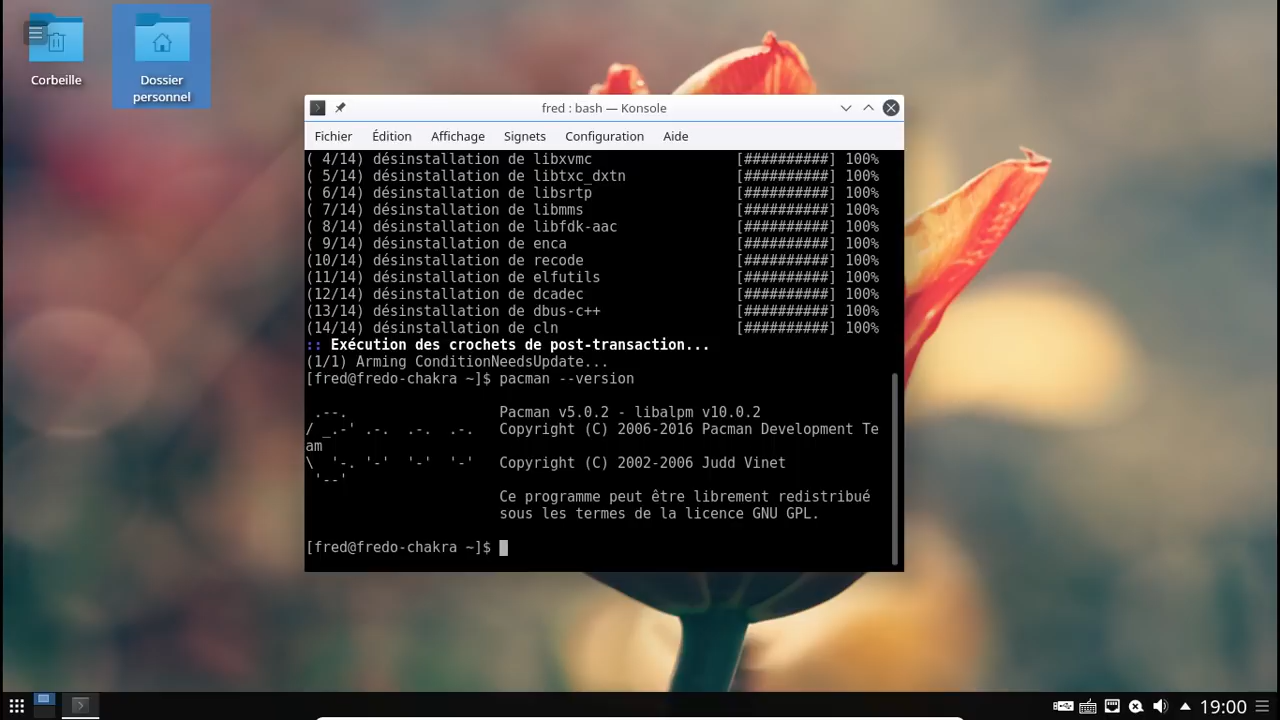 Corbeille
Dossier
personnel
fred : bash — Konsole
Fichier Édition Affichage Signets Configuration Aide
( 4/14) désinstallation de libxvmc [##########] 100%
( 5/14) désinstallation de libtxc_dxtn [##########] 100%
( 6/14) désinstallation de libsrtp [##########] 100%
( 7/14) désinstallation de libmms [##########] 100%
( 8/14) désinstallation de libfdk-aac [##########] 100%
( 9/14) désinstallation de enca [##########] 100%
(10/14) désinstallation de recode [##########] 100%
(11/14) désinstallation de elfutils [##########] 100%
(12/14) désinstallation de dcadec [##########] 100%
(13/14) désinstallation de dbus-c++ [##########] 100%
(14/14) désinstallation de cln [##########] 100%
:: Exécution des crochets de post-transaction...
(1/1) Arming ConditionNeedsUpdate...
[fred@fredo-chakra ~]$ pacman --version
 .--.                  Pacman v5.0.2 - libalpm v10.0.2
/ _.-' .-.  .-.  .-.   Copyright (C) 2006-2016 Pacman Development Te
am
\  '-. '-'  '-'  '-'   Copyright (C) 2002-2006 Judd Vinet
 '--'
                       Ce programme peut être librement redistribué
                       sous les termes de la licence GNU GPL.
[fred@fredo-chakra ~]$
19:00